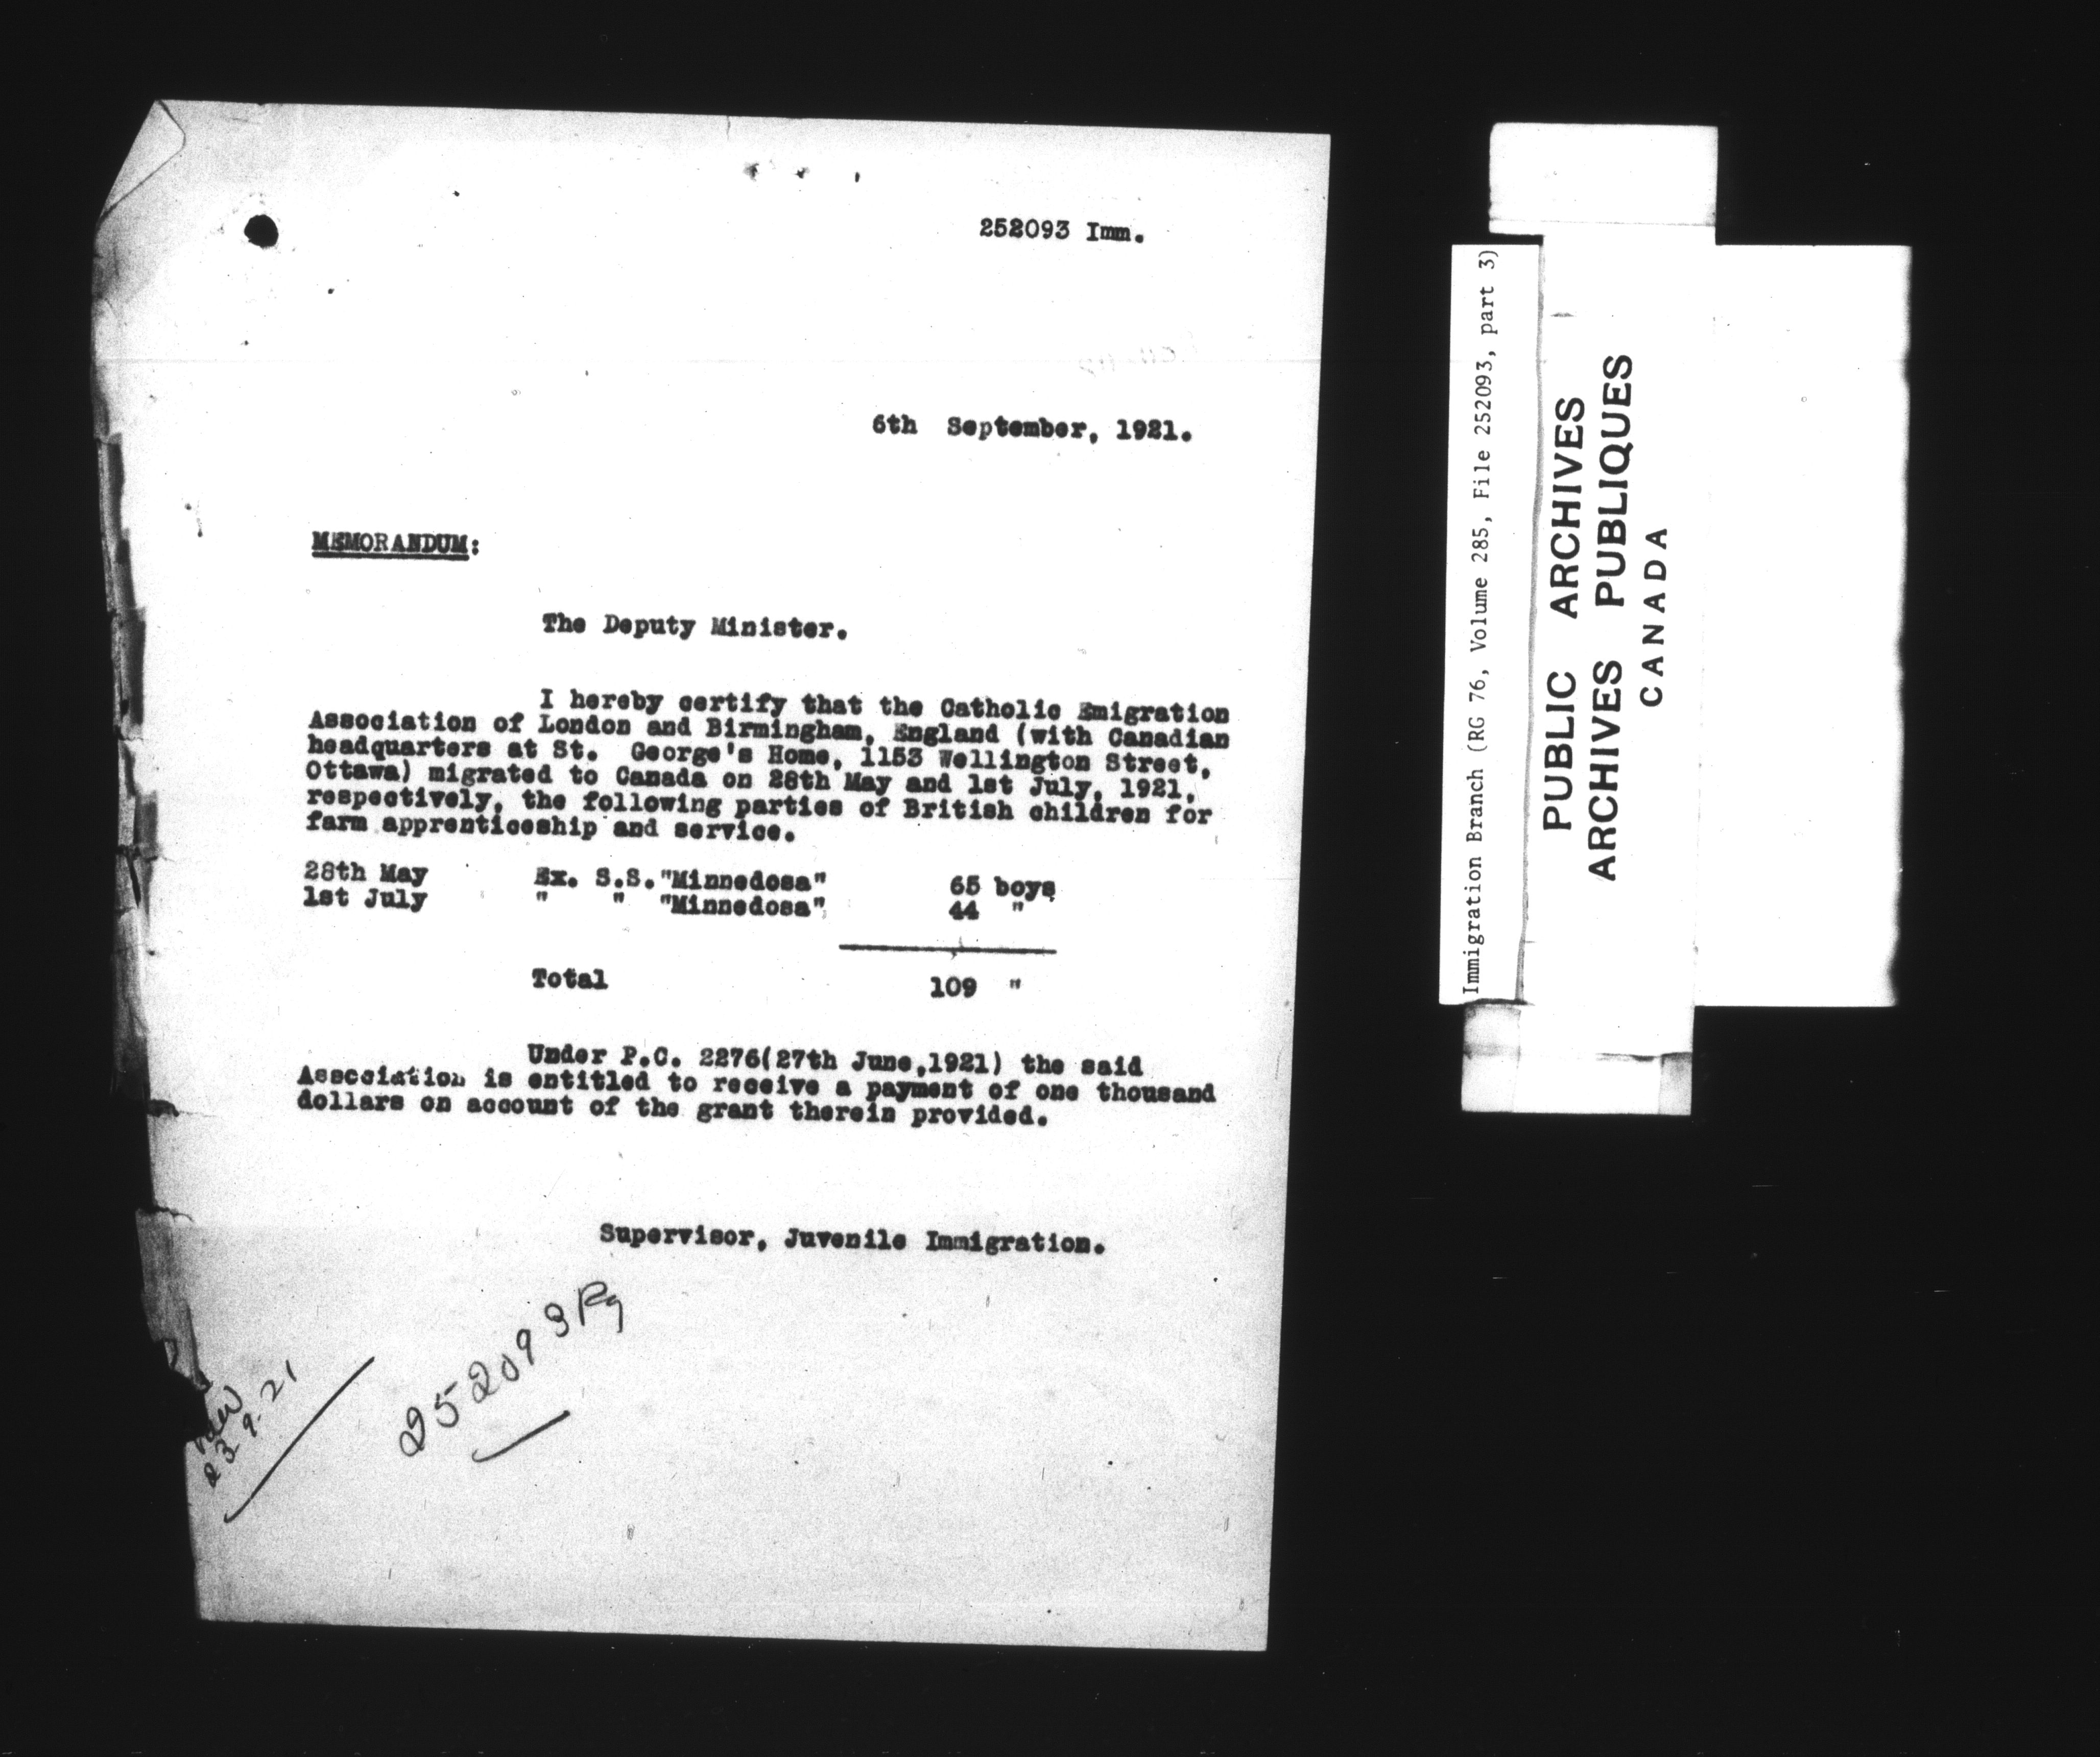 252093 Imm.
6th September, 1921.
MEMORANDUM:
The Deputy Minister.
I hereby certify that the Catholic Emigration
Association of London and Birmingham, England (with Canadian
headquarters at St. George's Home, 1153 Wellington Street,
Ottawa) migrated to Canada on 28th May and 1st July, 1921,
respectively, the following parties of British children for
farm apprenticeship and service.
28th May Ex. S.S. "Minnedosa" 65 boys
1st July " " "Minnedosa" 44 "
Total 109 "
Under P.C. 2276(27th June,1921) the said
Association is entitled to receive a payment of one thousand
dollars on account of the grant therein provided.
Supervisor, Juvenile Immigration.
252093
23 9.21
Immigration Branch (RG 76, Volume 285, File 252093, part 3)
PUBLIC ARCHIVES
ARCHIVES PUBLIQUES
CANADA